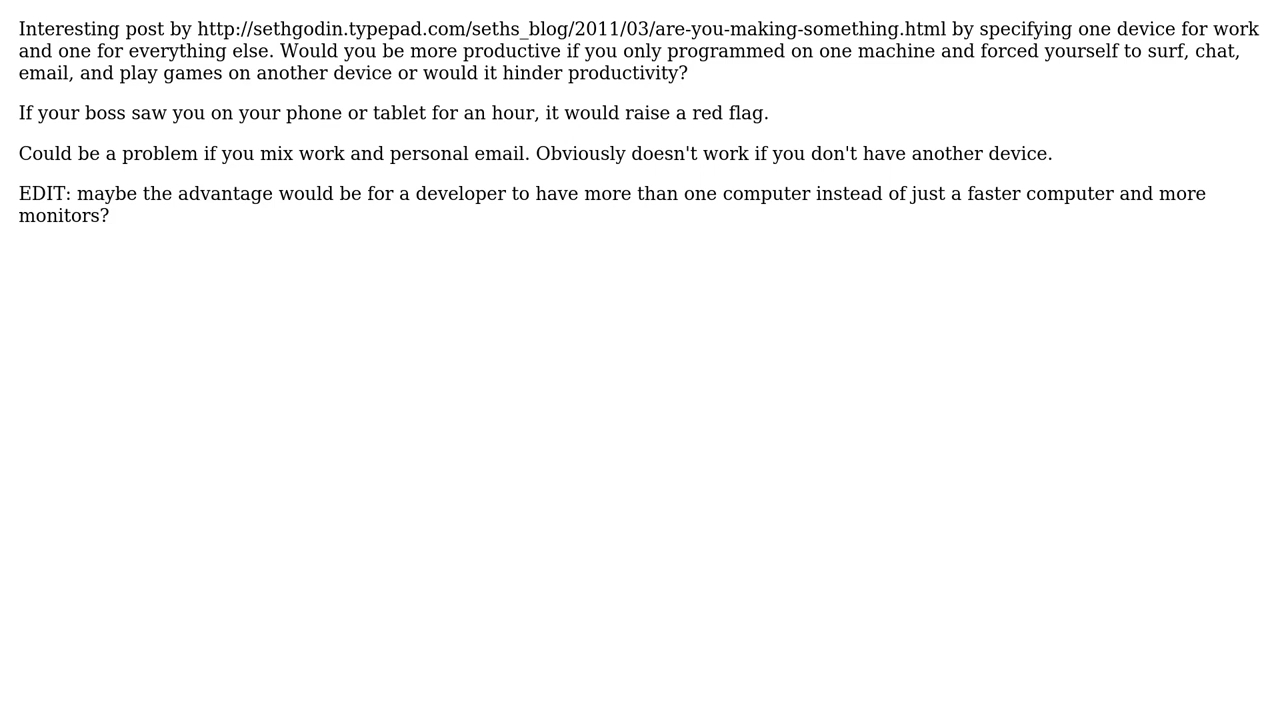 Interesting post by http://sethgodin.typepad.com/seths_blog/2011/03/are-you-making-something.html by specifying one device for work
and one for everything else. Would you be more productive if you only programmed on one machine and forced yourself to surf, chat,
email, and play games on another device or would it hinder productivity?
If your boss saw you on your phone or tablet for an hour, it would raise a red flag.
Could be a problem if you mix work and personal email. Obviously doesn't work if you don't have another device.
EDIT: maybe the advantage would be for a developer to have more than one computer instead of just a faster computer and more
monitors?